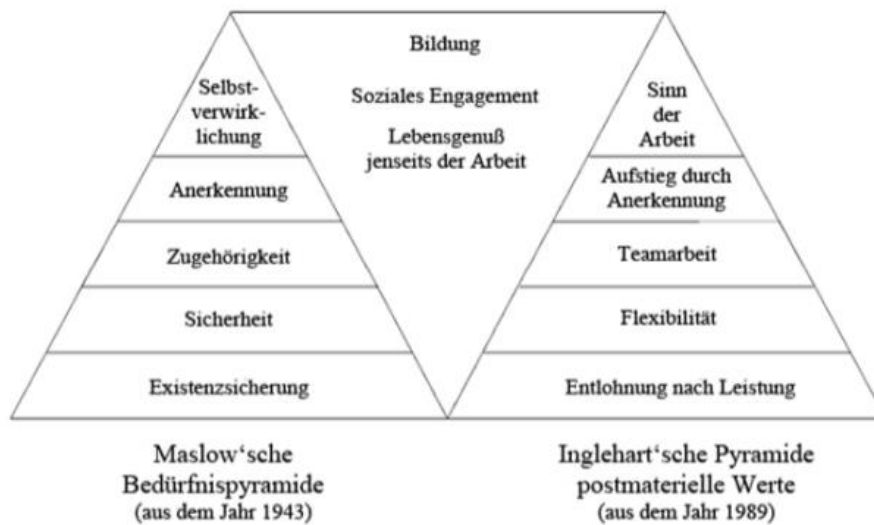 Bildung
Soziales Engagement
Lebensgenuß
jenseits der Arbeit
Selbst-
verwirk-
lichung
Anerkennung
Zugehörigkeit
Sicherheit
Existenzsicherung
Maslow‘sche
Bedürfnispyramide
(aus dem Jahr 1943)
Sinn
der
Arbeit
Aufstieg durch
Anerkennung
Teamarbeit
Flexibilität
Entlohnung nach Leistung
Inglehart‘sche Pyramide
postmaterielle Werte
(aus dem Jahr 1989)